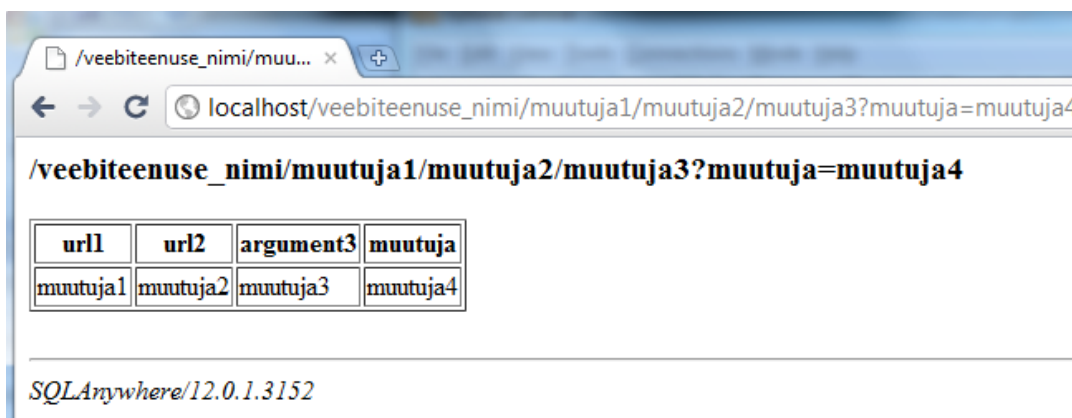 /veebiteenuse_nimi/muu...
localhost/veebiteenuse_nimi/muutuja1/muutuja2/muutuja3?muutuja=muutuja4
/veebiteenuse_nimi/muutuja1/muutuja2/muutuja3?muutuja=muutuja4
url1 url2 argument3 muutuja
muutuja1 muutuja2 muutuja3 muutuja4
SQLAnywhere/12.0.1.3152